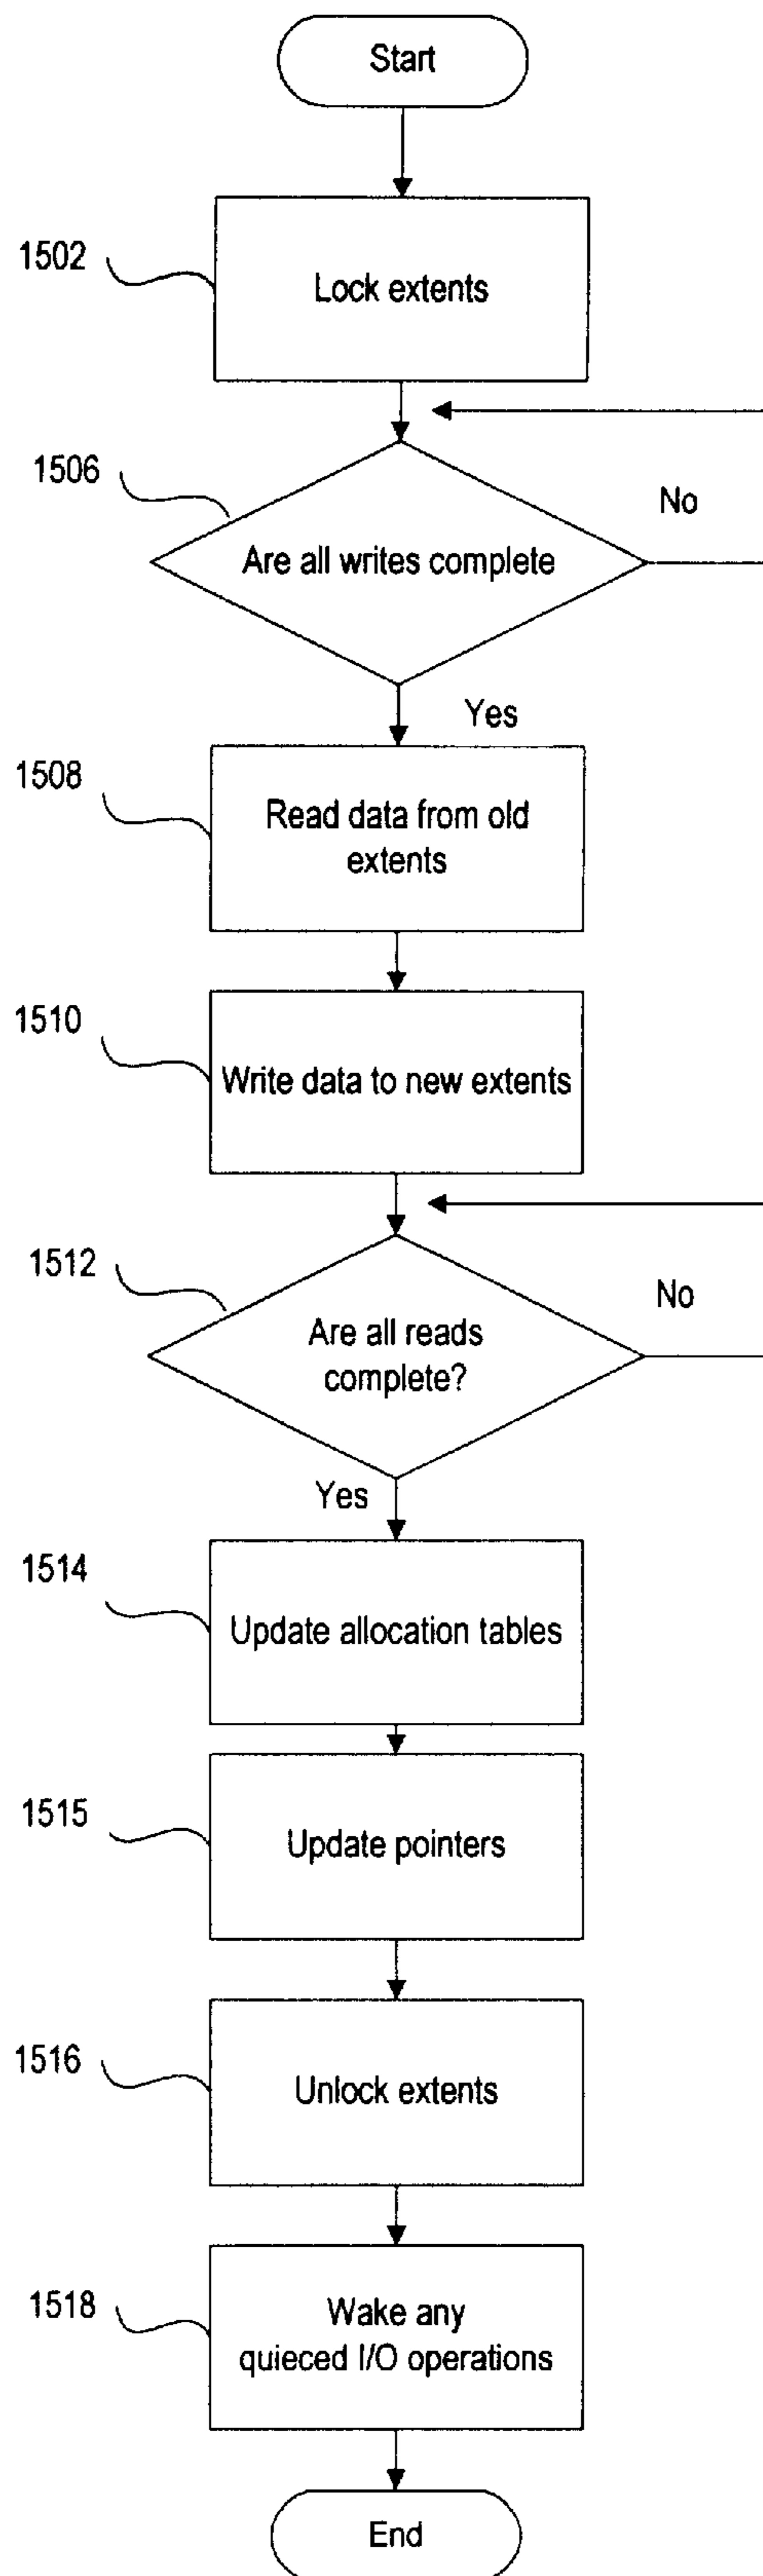 Start
1502
Lock extents
1506
No
Are all writes complete
Yes
1508
Read data from old
extents
1510
Write data to new extents
1512
No
Are all reads
complete?
Yes
1514
Update allocation tables
1515
Update pointers
1516
Unlock extents
1518
Wake any
quieced I/O operations
End